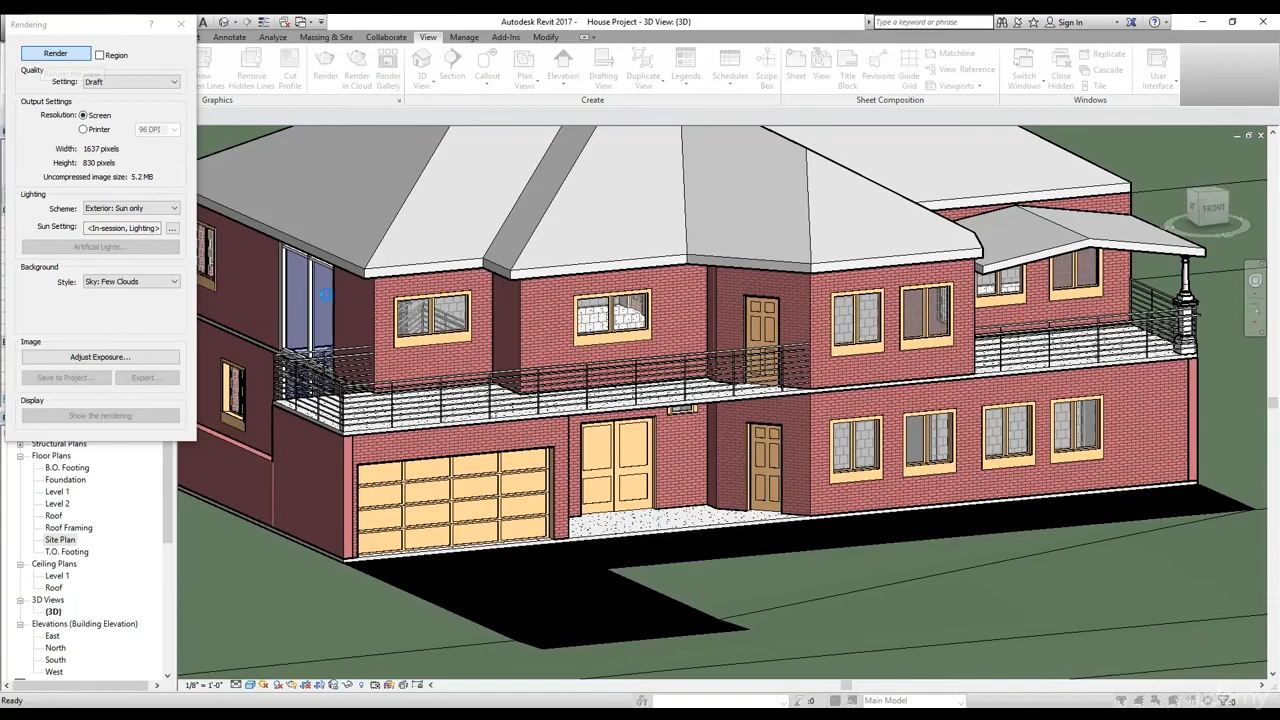 Rendering
?
Autodesk Revit 2017 - House Project - 3D View: {3D}
Type a keyword or phrase
Sign In
Annotate
Analyze
Massing & Site
Collaborate
View
Manage
Add-Ins
Modify
Render
Region
Quality
Setting: Draft
Output Settings
Resolution: Screen
Printer
96 DPI
Width: 1637 pixels
Height: 830 pixels
Uncompressed image size: 5.2 MB
Lighting
Scheme: Exterior: Sun only
Sun Setting: <In-session, Lighting> ...
Artificial Lights...
Background
Style: Sky: Few Clouds
Image
Adjust Exposure...
Save to Project...
Export...
Display
Show the rendering
Remove Hidden Lines
Cut Profile
Render
Render in Cloud
Render Gallery
3D View
Section
Callout
Plan Views
Elevation
Drafting View
Duplicate View
Legends
Schedules
Scope Box
Sheet
View
Title Block
Revisions
Guide Grid
Matchline
View Reference
Viewports
Switch Windows
Close Hidden
Replicate
Cascade
Tile
User Interface
Graphics
Create
Sheet Composition
Windows
FRONT
Structural Plans
Floor Plans
B.O. Footing
Foundation
Level 1
Level 2
Roof
Roof Framing
Site Plan
T.O. Footing
Ceiling Plans
Level 1
Roof
3D Views
{3D}
Elevations (Building Elevation)
East
North
South
West
1/8" = 1'-0"
Ready
:0
Main Model
:0